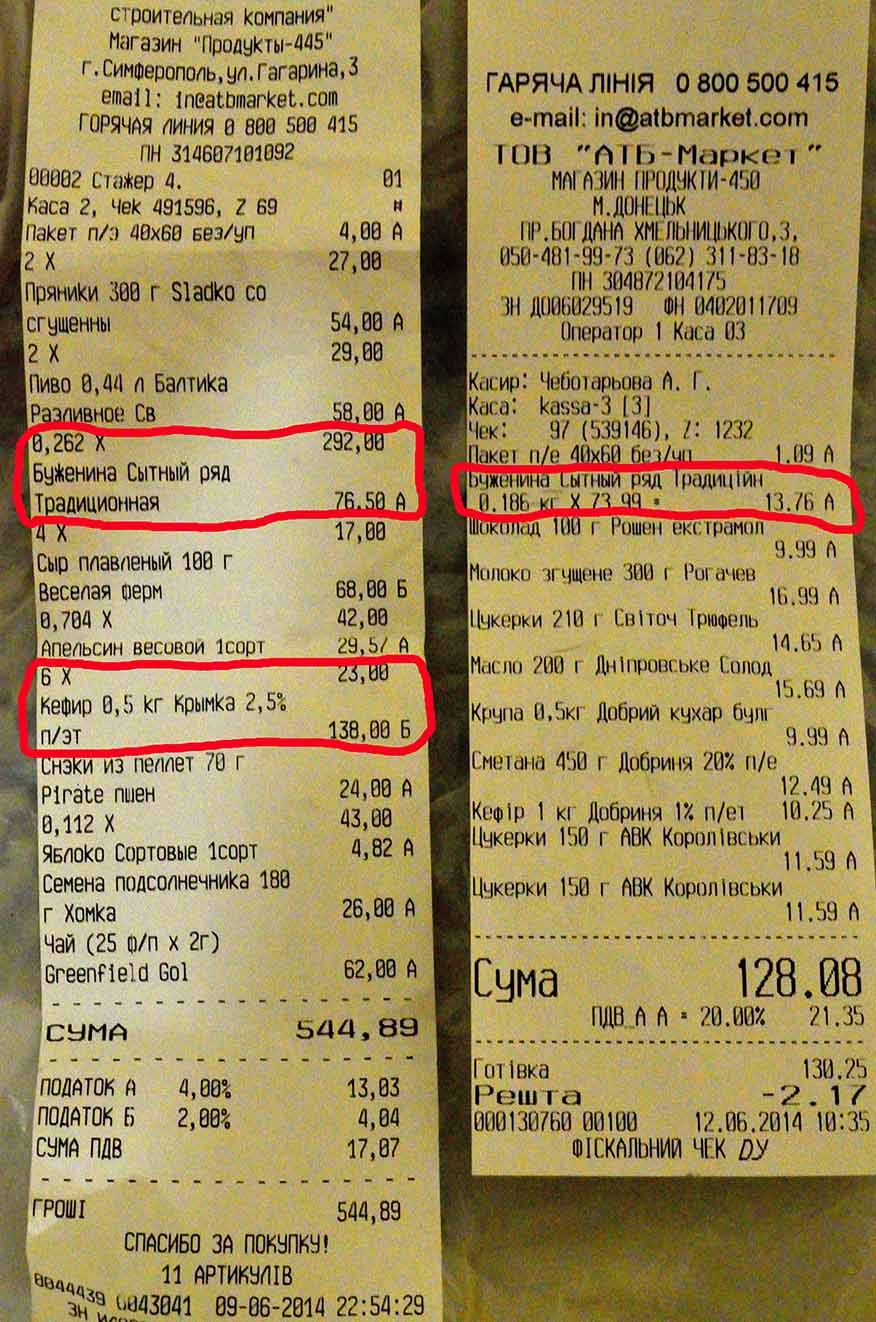 строительная компания"
Магазин "Продукты-445"
г.Симферополь,ул.Гагарина,3
email: in@atbmarket.com
ГОРЯЧАЯ ЛИНИЯ 0 800 500 415
ПН 314607101092
00002 Стажер 4. 01
Каса 2, Чек 491596, Z 69 н
Пакет п/э 40х60 без/уп 4,00 А
2 X 27,00
Пряники 300 г Sladko со
сгущенны 54,00 А
2 X 29,00
Пиво 0,44 л Балтика
Разливное Св 58,00 А
0,262 X 292,00
Буженина Сытный ряд
Традиционная 76.50 А
4 X 17,00
Сыр плавленый 100 г
Веселая ферм 68,00 Б
0,704 X 42,00
Апельсин весовой 1сорт 29,57 А
6 X 23,00
Кефир 0,5 кг Крымка 2,5%
п/эт 138,00 Б
Снэки из пеллет 70 г
Pirate пшен 24,00 А
0,112 X 43,00
Яблоко Сортовые 1сорт 4,82 А
Семена подсолнечника 180
г Хомка 26,00 А
Чай (25 ф/п х 2г)
Greenfield Gol 62,00 А
СУМА 544,89
ПОДАТОК А 4,00% 13,03
ПОДАТОК Б 2,00% 4,04
СУМА ПДВ 17,07
ГРОШІ 544,89
СПАСИБО ЗА ПОКУПКУ!
11 АРТИКУЛІВ
0044439 0043041 09-06-2014 22:54:29
ЗН
ГАРЯЧА ЛІНІЯ 0 800 500 415
e-mail: in@atbmarket.com
ТОВ "АТБ-Маркет"
МАГАЗИН ПРОДУКТИ-450
М.ДОНЕЦЬК
ПР.БОГДАНА ХМЕЛЬНИЦЬКОГО,3,
050-481-99-73 (062) 311-83-18
ПН 304872104175
ЗН ДО06029519 ФН 0402011709
Оператор 1 Каса 03
Касир: Чеботарьова А. Г.
Каса: kassa-3 [3]
Чек: 97 (539146), Z: 1232
Пакет п/е 40х60 без/уп 1.09 А
Буженина Сытный ряд Традиційн
0.186 кг X 73.99 = 13.76 А
Шоколад 100 г Рошен екстрамол
9.99 А
Молоко згущене 300 г Рогачев
16.99 А
Цукерки 210 г Світоч Трюфель
14.65 А
Масло 200 г Дніпровське Солод
15.69 А
Крупа 0,5кг Добрий кухар булг
9.99 А
Сметана 450 г Добриня 20% п/е
12.49 А
Кефір 1 кг Добриня 1% п/ет 10.25 А
Цукерки 150 г АВК Королівськи
11.59 А
Цукерки 150 г АВК Королівськи
11.59 А
Сума 128.08
ПДВ А А = 20.00% 21.35
Готівка 130.25
Решта -2.17
000130760 00100 12.06.2014 10:35
ФІСКАЛЬНИЙ ЧЕК ДУ